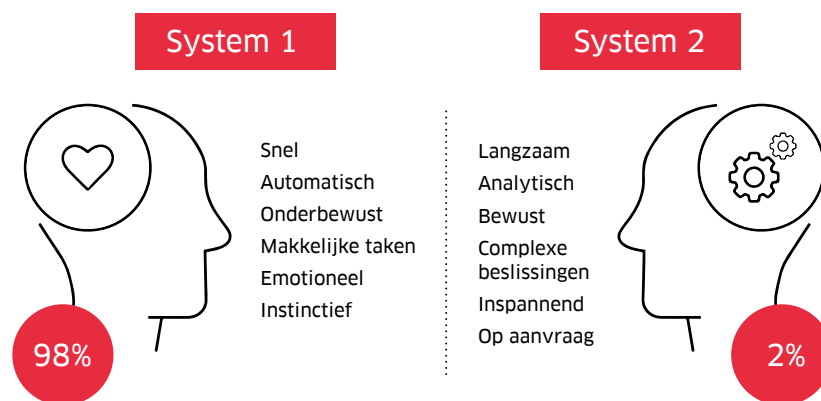 System 1
Snel
Automatisch
Onderbewust
Makkelijke taken
Emotioneel
Instinctief
98%
System 2
Langzaam
Analytisch
Bewust
Complexe
beslissingen
Inspannend
Op aanvraag
2%